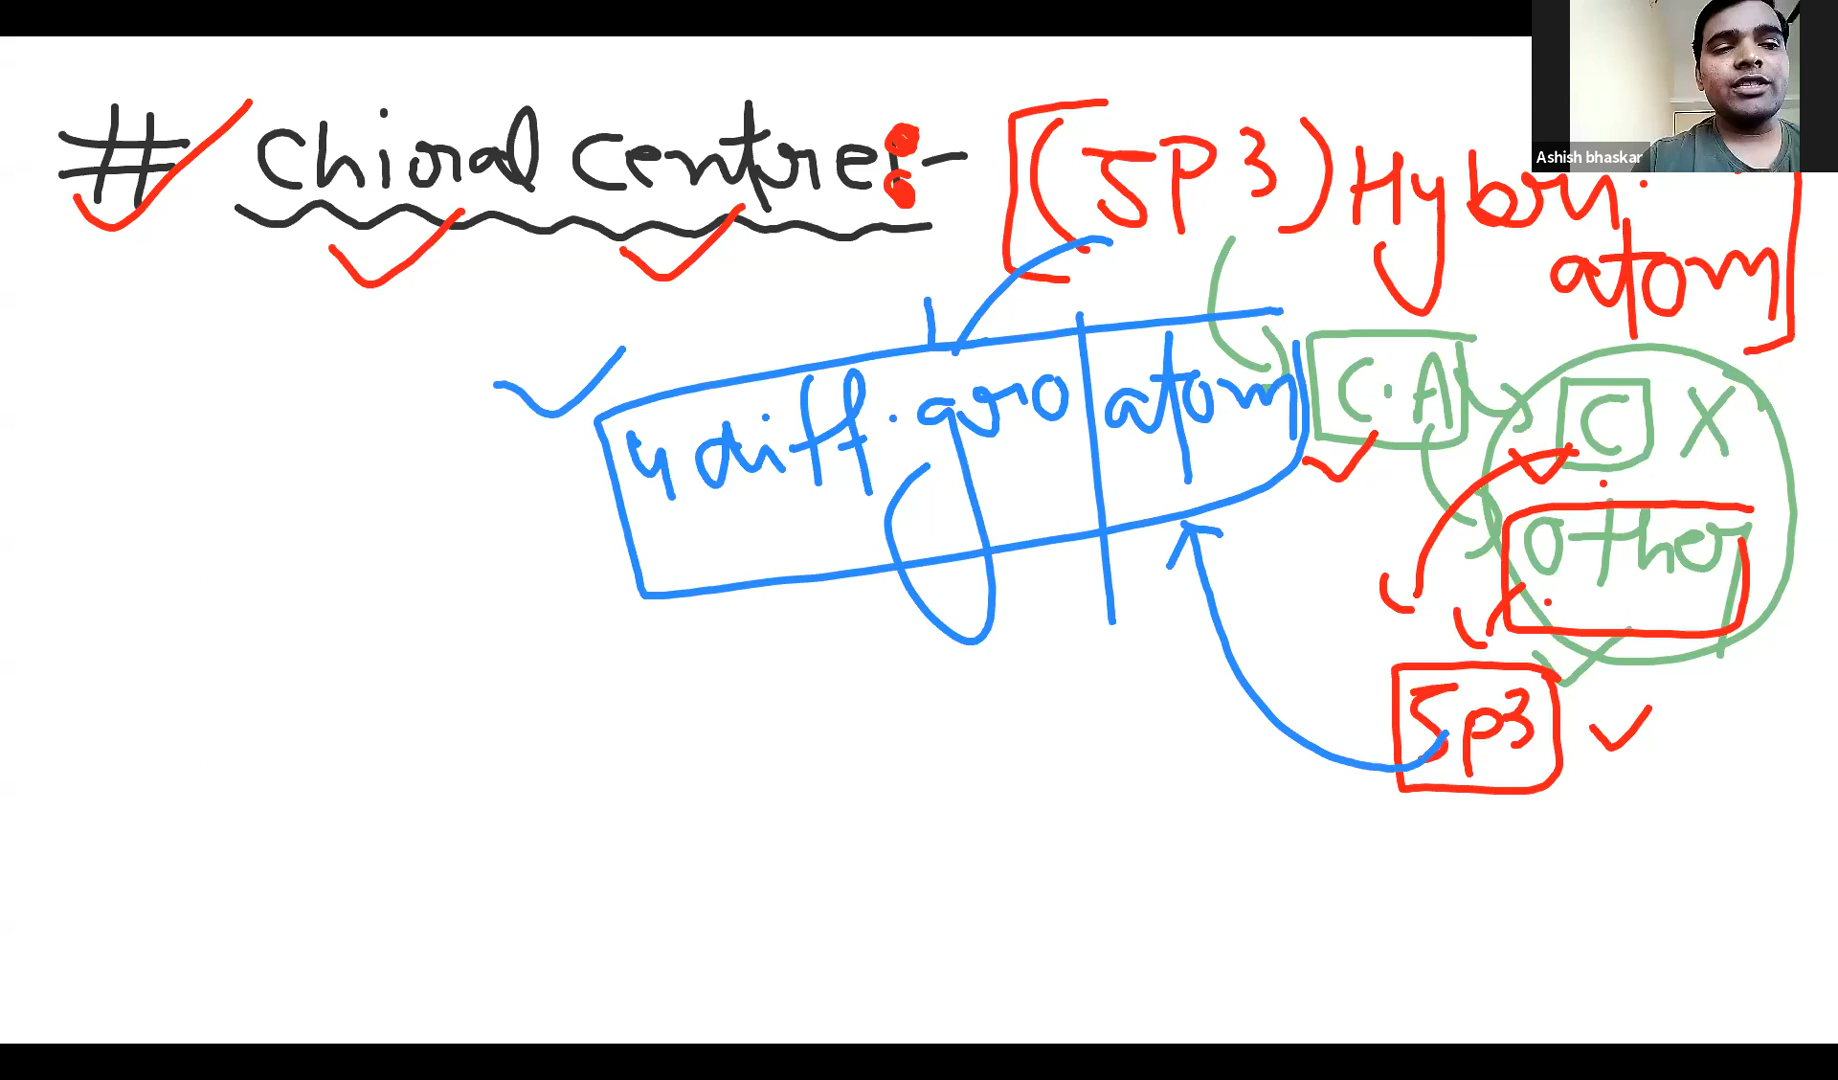 # Chiral Centre :-
(SP3) Hybri.
atom
Ashish bhaskar
4 diff. gro atom
C.A
C X
other
SP3